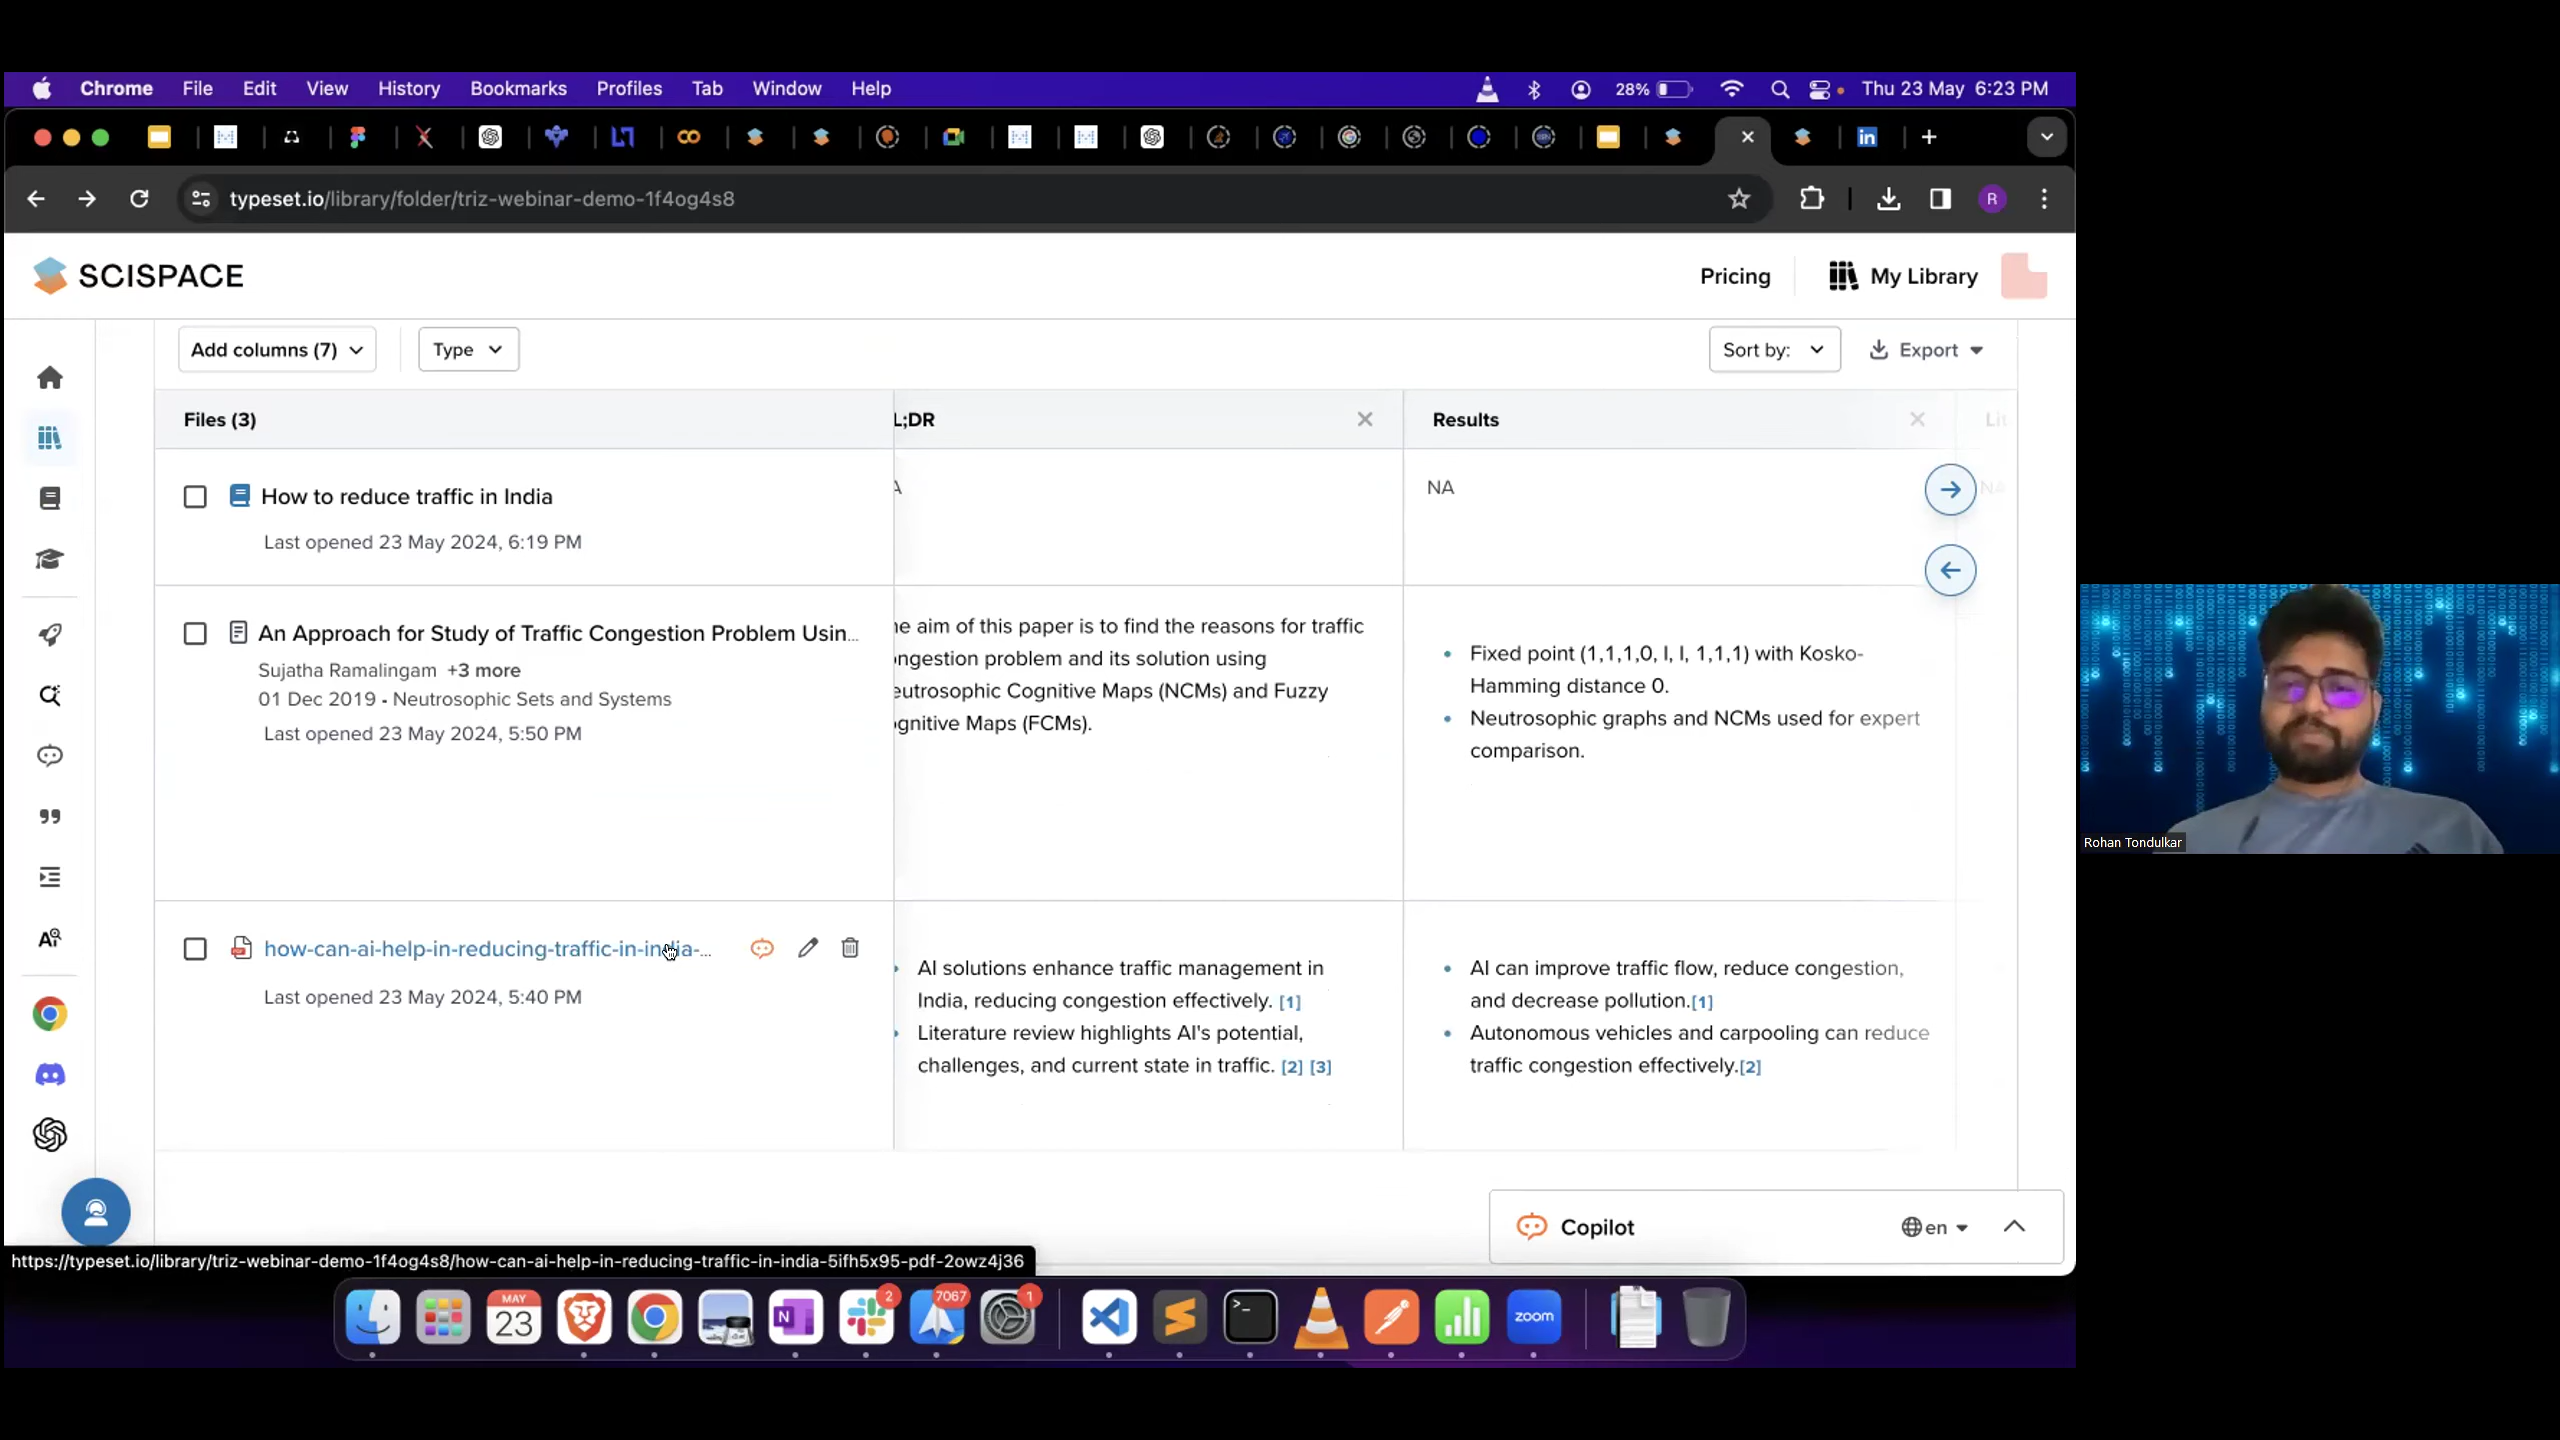 Chrome File Edit View History Bookmarks Profiles Tab Window Help
28% Thu 23 May 6:23 PM
typeset.io/library/folder/triz-webinar-demo-1f4og4s8
R
SCISPACE
Pricing My Library
Add columns (7) Type Sort by: Export
Files (3) L;DR Results
How to reduce traffic in India
Last opened 23 May 2024, 6:19 PM
A
NA
NA
An Approach for Study of Traffic Congestion Problem Usin...
Sujatha Ramalingam +3 more
01 Dec 2019 - Neutrosophic Sets and Systems
Last opened 23 May 2024, 5:50 PM
he aim of this paper is to find the reasons for traffic
ongestion problem and its solution using
eutrosophic Cognitive Maps (NCMs) and Fuzzy
ognitive Maps (FCMs).
• Fixed point (1,1,1,0, I, I, 1,1,1) with Kosko-
Hamming distance 0.
• Neutrosophic graphs and NCMs used for expert
comparison.
how-can-ai-help-in-reducing-traffic-in-india-...
Last opened 23 May 2024, 5:40 PM
• AI solutions enhance traffic management in
India, reducing congestion effectively. [1]
• Literature review highlights AI's potential,
challenges, and current state in traffic. [2] [3]
• AI can improve traffic flow, reduce congestion,
and decrease pollution.[1]
• Autonomous vehicles and carpooling can reduce
traffic congestion effectively.[2]
Copilot en
https://typeset.io/library/triz-webinar-demo-1f4og4s8/how-can-ai-help-in-reducing-traffic-in-india-5ifh5x95-pdf-2owz4j36
MAY
23
2
7067
1
zoom
Rohan Tondulkar